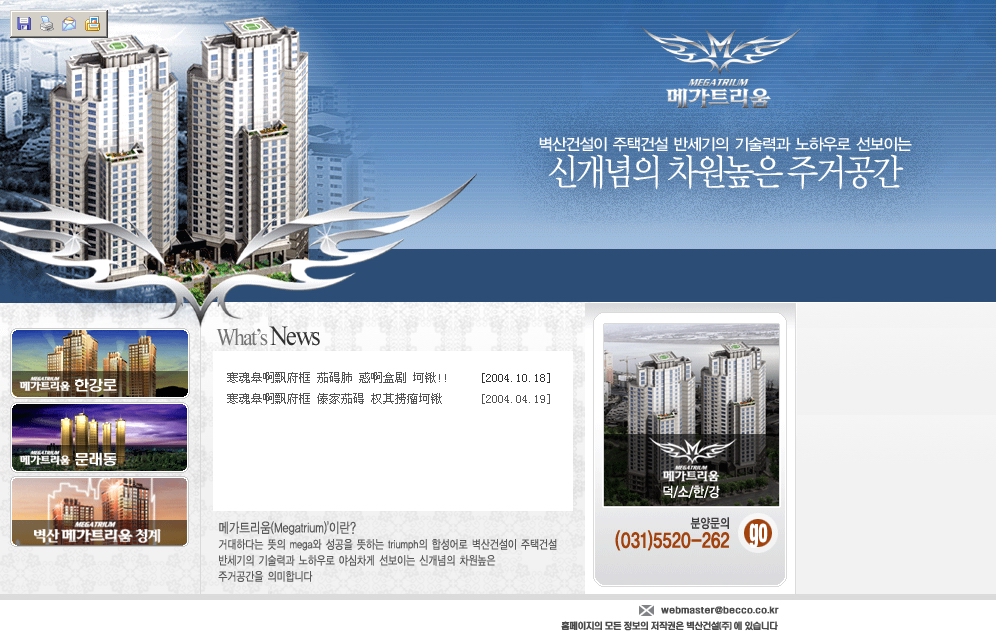 MEGATRIUM
메가트리움
벽산건설이 주택건설 반세기의 기술력과 노하우로 선보이는
신개념의 차원높은 주거공간
What's News
[2004.10.18]
[2004.04.19]
MEGATRIUM
메가트리움 한강로
MEGATRIUM
메가트리움 문래동
MEGATRIUM
벽산 메가트리움 청계
메가트리움(Megatrium)'이란?
거대하다는 뜻의 mega와 성공을 뜻하는 triumph의 합성어로 벽산건설이 주택건설
반세기의 기술력과 노하우로 야심차게 선보이는 신개념의 차원높은
주거공간을 의미합니다
MEGATRIUM
메가트리움
덕/소/한/강
분양문의
(031)5520-262
go
webmaster@becco.co.kr
홈페이지의 모든 정보의 저작권은 벽산건설(주) 에 있습니다